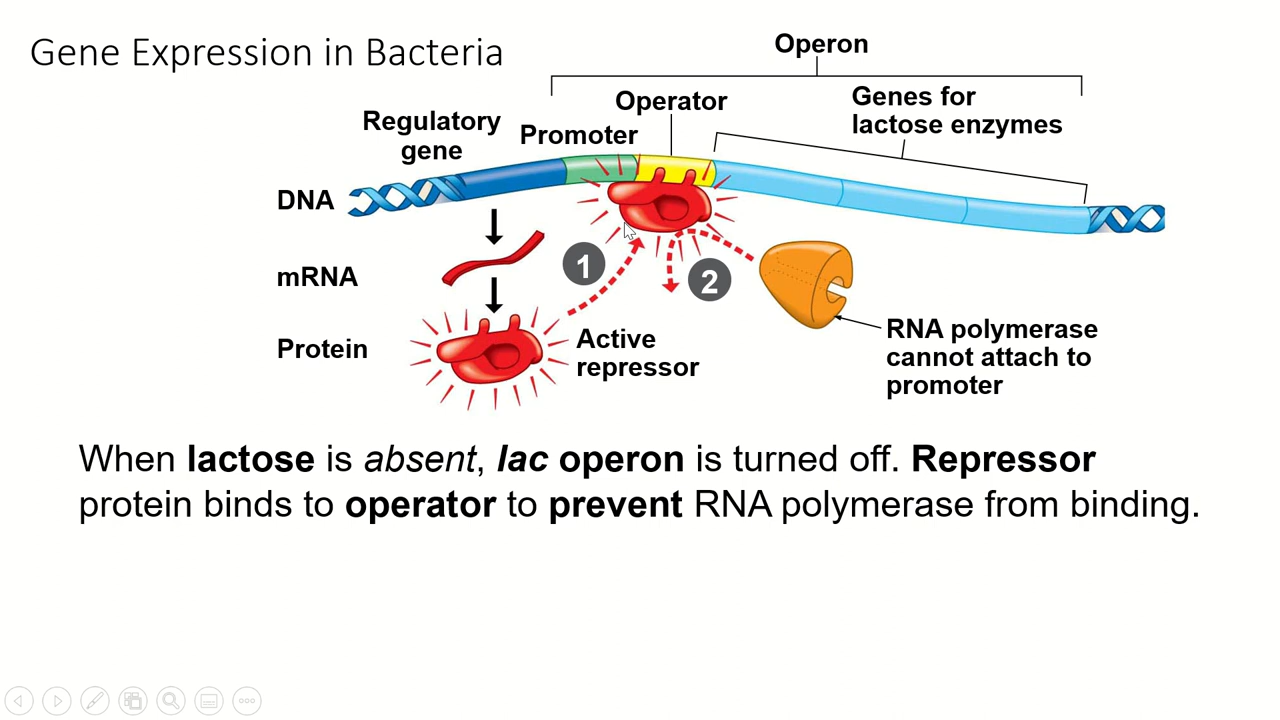 Gene Expression in Bacteria
Operon
Operator
Genes for
lactose enzymes
Regulatory
gene
Promoter
DNA
mRNA
1
2
Protein
Active
repressor
RNA polymerase
cannot attach to
promoter
When lactose is absent, lac operon is turned off. Repressor
protein binds to operator to prevent RNA polymerase from binding.